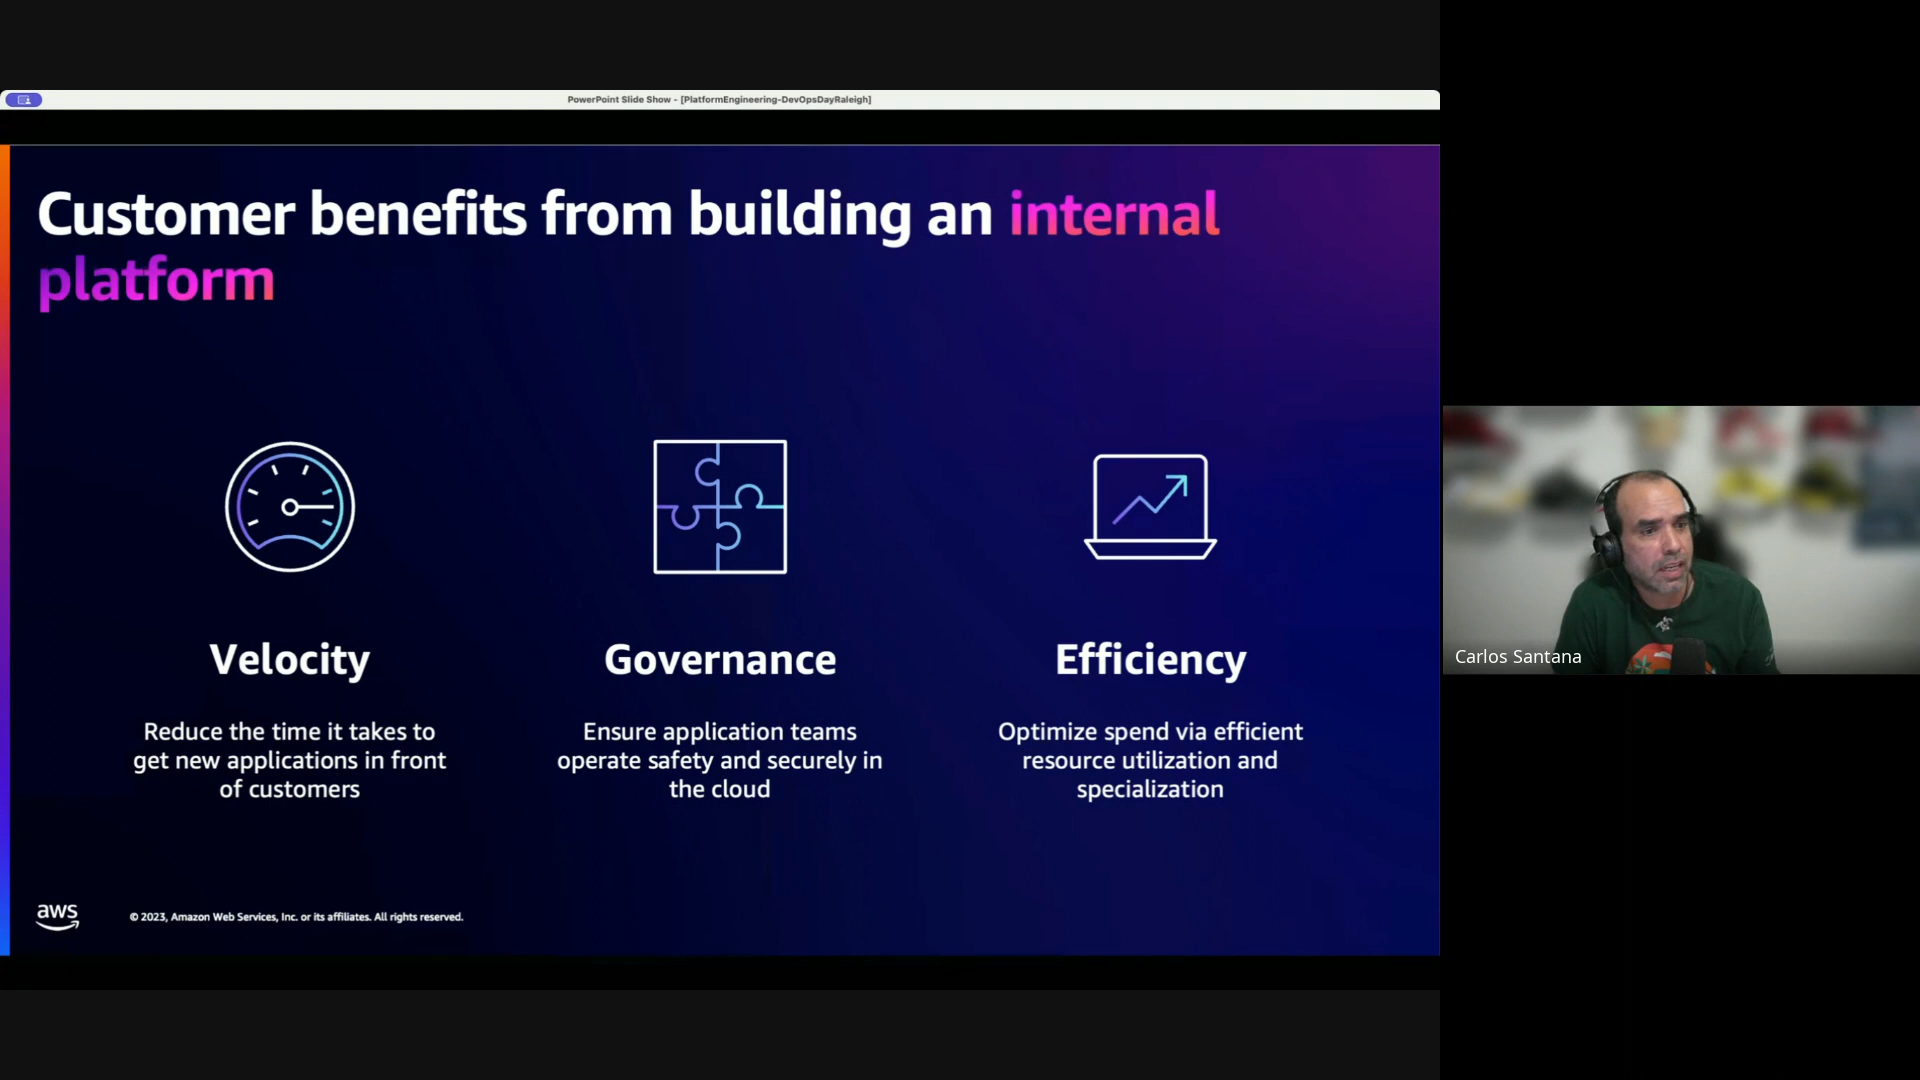 PowerPoint Slide Show - [PlatformEngineering-DevOpsDayRaleigh]
Customer benefits from building an internal
platform
Velocity
Reduce the time it takes to
get new applications in front
of customers
Governance
Ensure application teams
operate safety and securely in
the cloud
Efficiency
Optimize spend via efficient
resource utilization and
specialization
aws
© 2023, Amazon Web Services, Inc. or its affiliates. All rights reserved.
Carlos Santana